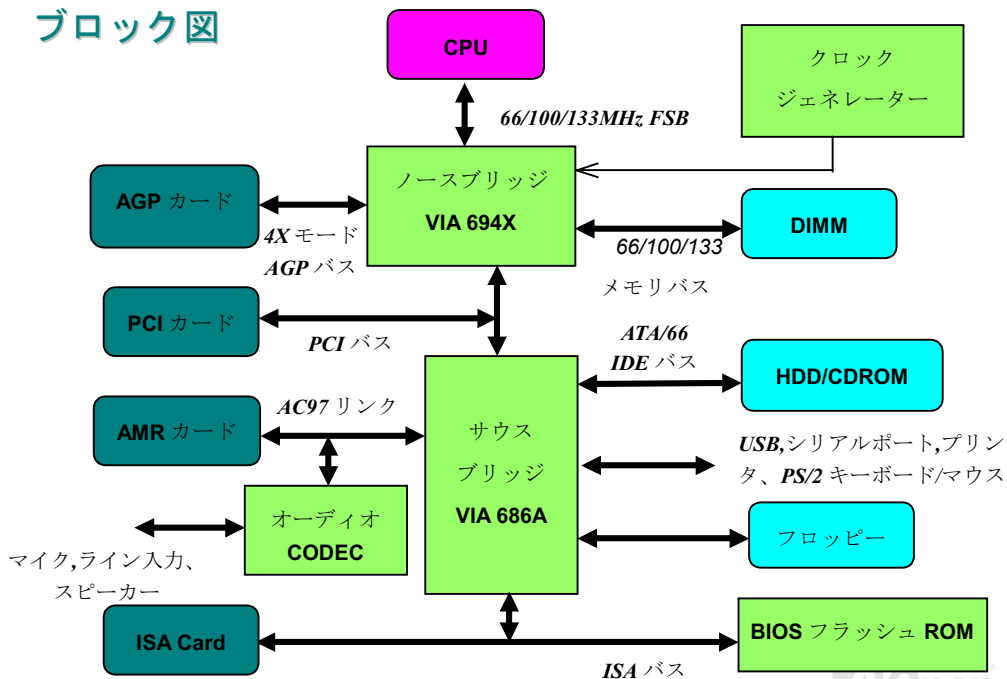 ブロック図
CPU
クロック
ジェネレーター
66/100/133MHz FSB
ノースブリッジ
VIA 694X
AGP カード
4X モード
AGP バス
DIMM
66/100/133
メモリバス
PCI カード
PCI バス
ATA/66
IDE バス
HDD/CDROM
AC97 リンク
AMR カード
サウス
ブリッジ
VIA 686A
USB,シリアルポート,プリン
タ、PS/2 キーボード/マウス
オーディオ
CODEC
フロッピー
マイク,ライン入力、
スピーカー
ISA Card
BIOS フラッシュ ROM
ISA バス